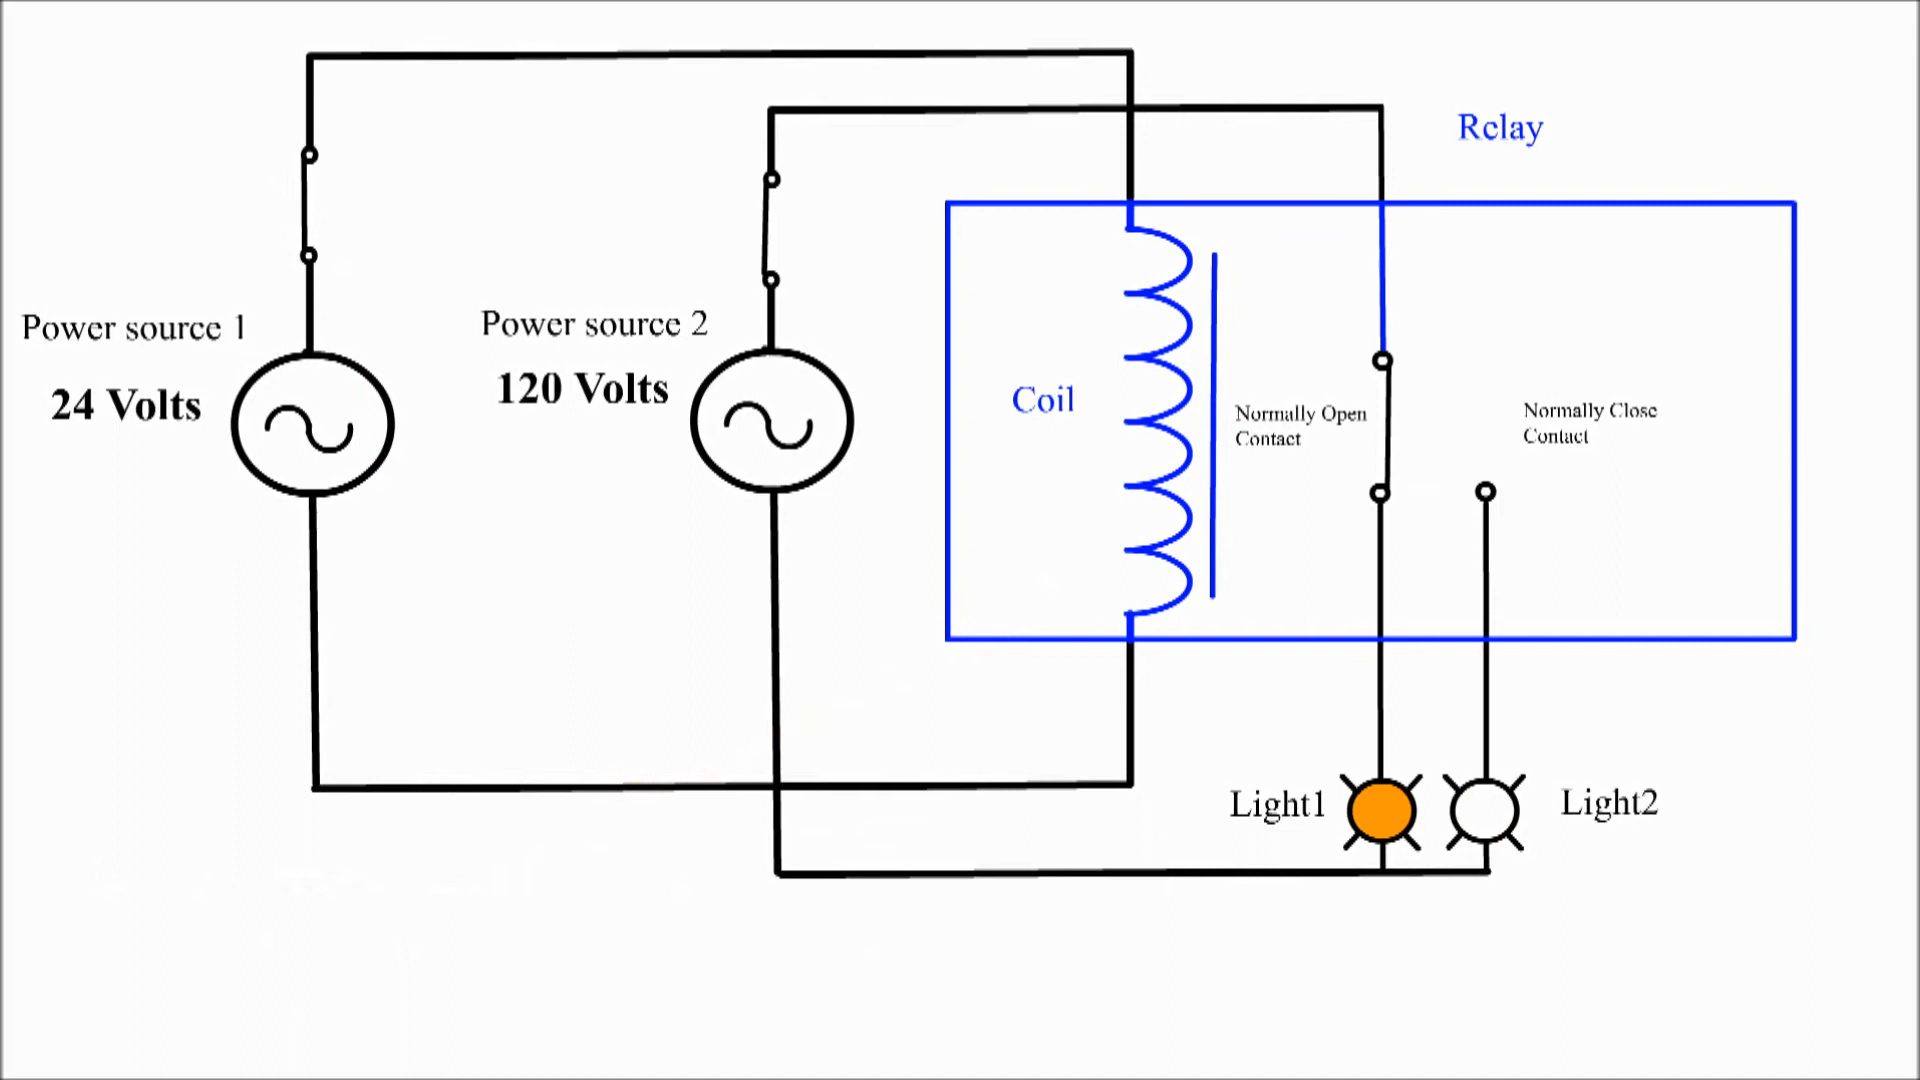 Relay
Power source 1
24 Volts
Power source 2
120 Volts
Coil
Normally Open
Contact
Normally Close
Contact
Light1
Light2